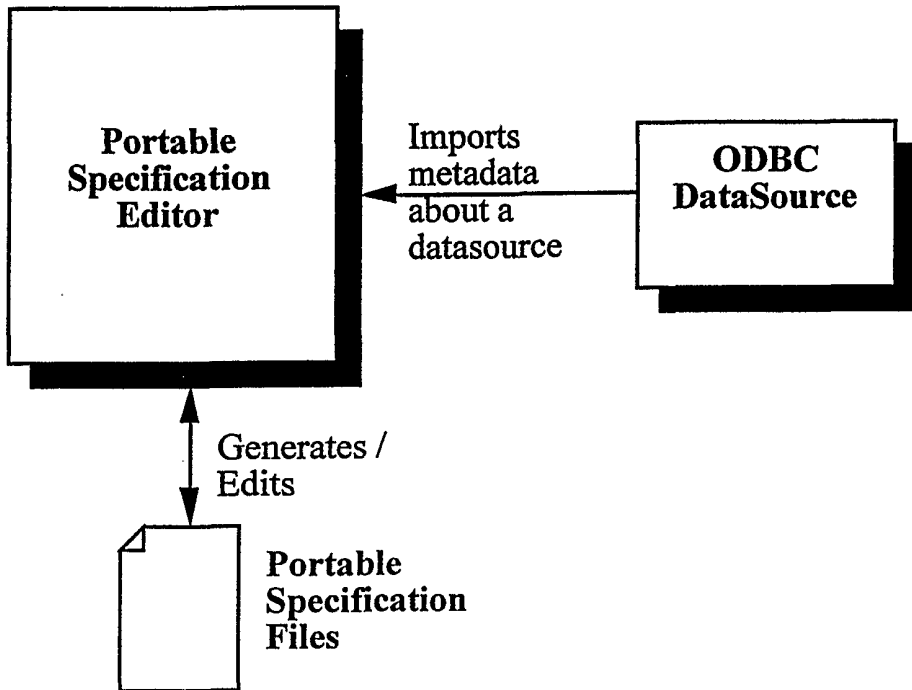 Portable
Specification
Editor
Imports
metadata
about a
datasource
ODBC
DataSource
Generates /
Edits
Portable
Specification
Files